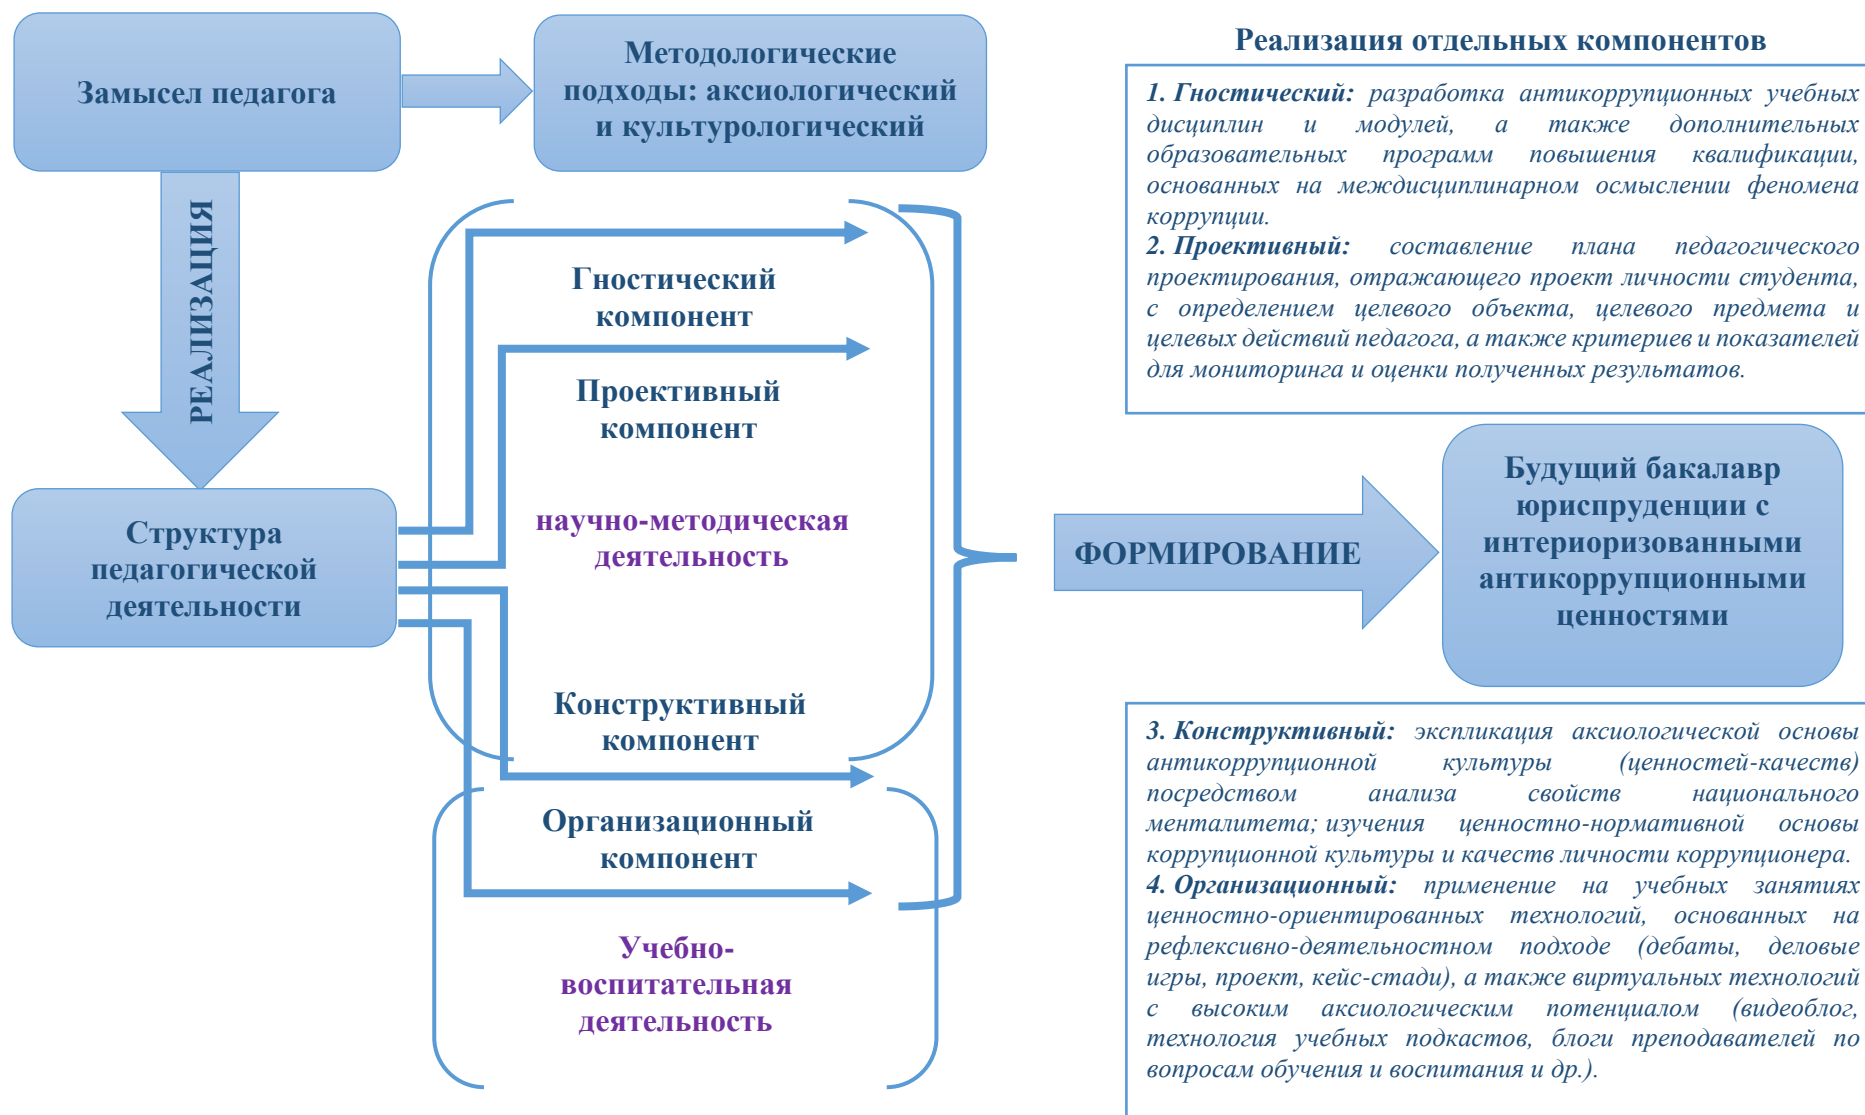 Замысел педагога
Методологические
подходы: аксиологический
и культурологический
РЕАЛИЗАЦИЯ
Структура
педагогической
деятельности
Гностический
компонент
Проективный
компонент
научно-методическая
деятельность
Конструктивный
компонент
Организационный
компонент
Учебно-
воспитательная
деятельность
ФОРМИРОВАНИЕ
Реализация отдельных компонентов
1. Гностический: разработка антикоррупционных учебных
дисциплин и модулей, а также дополнительных
образовательных программ повышения квалификации,
основанных на междисциплинарном осмыслении феномена
коррупции.
2. Проективный: составление плана педагогического
проектирования, отражающего проект личности студента,
с определением целевого объекта, целевого предмета и
целевых действий педагога, а также критериев и показателей
для мониторинга и оценки полученных результатов.
Будущий бакалавр
юриспруденции с
интериоризованными
антикоррупционными
ценностями
3. Конструктивный: экспликация аксиологической основы
антикоррупционной культуры (ценностей-качеств)
посредством анализа свойств национального
менталитета; изучения ценностно-нормативной основы
коррупционной культуры и качеств личности коррупционера.
4. Организационный: применение на учебных занятиях
ценностно-ориентированных технологий, основанных на
рефлексивно-деятельностном подходе (дебаты, деловые
игры, проект, кейс-стади), а также виртуальных технологий
с высоким аксиологическим потенциалом (видеоблог,
технология учебных подкастов, блоги преподавателей по
вопросам обучения и воспитания и др.).